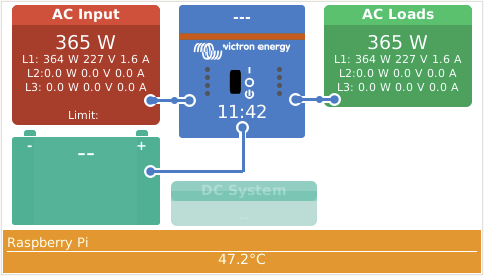 AC Input
365 W
L1: 364 W 227 V 1.6 A
L2:0.0 W 0.0 V 0.0 A
L3: 0.0 W 0.0 V 0.0 A
Limit:
---
victron energy
11:42
AC Loads
365 W
L1: 364 W 227 V 1.6 A
L2:0.0 W 0.0 V 0.0 A
L3: 0.0 W 0.0 V 0.0 A
- +
--
DC System
--
Raspberry Pi
47.2°C